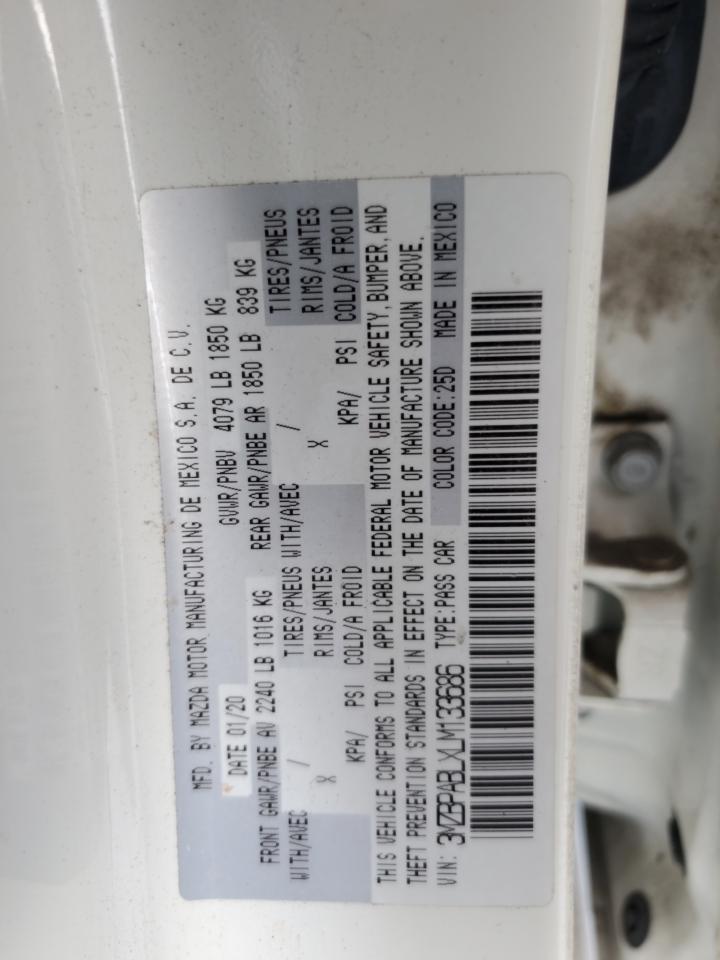 MFD. BY MAZDA MOTOR MANUFACTURING DE MEXICO S.A. DE C.V.
DATE 01/20 GVWR/PNBV 4079 LB 1850 KG
FRONT GAWR/PNBE AV 2240 LB 1016 KG REAR GAWR/PNBE AR 1850 LB 839 KG
WITH/AVEC / TIRES/PNEUS WITH/AVEC / TIRES/PNEUS
X RIMS/JANTES X RIMS/JANTES
KPA/ PSI COLD/A FROID KPA/ PSI COLD/A FROID
THIS VEHICLE CONFORMS TO ALL APPLICABLE FEDERAL MOTOR VEHICLE SAFETY, BUMPER, AND
THEFT PREVENTION STANDARDS IN EFFECT ON THE DATE OF MANUFACTURE SHOWN ABOVE.
VIN: 3MZBPABLXLM133686 TYPE:PASS CAR COLOR CODE:25D MADE IN MEXICO